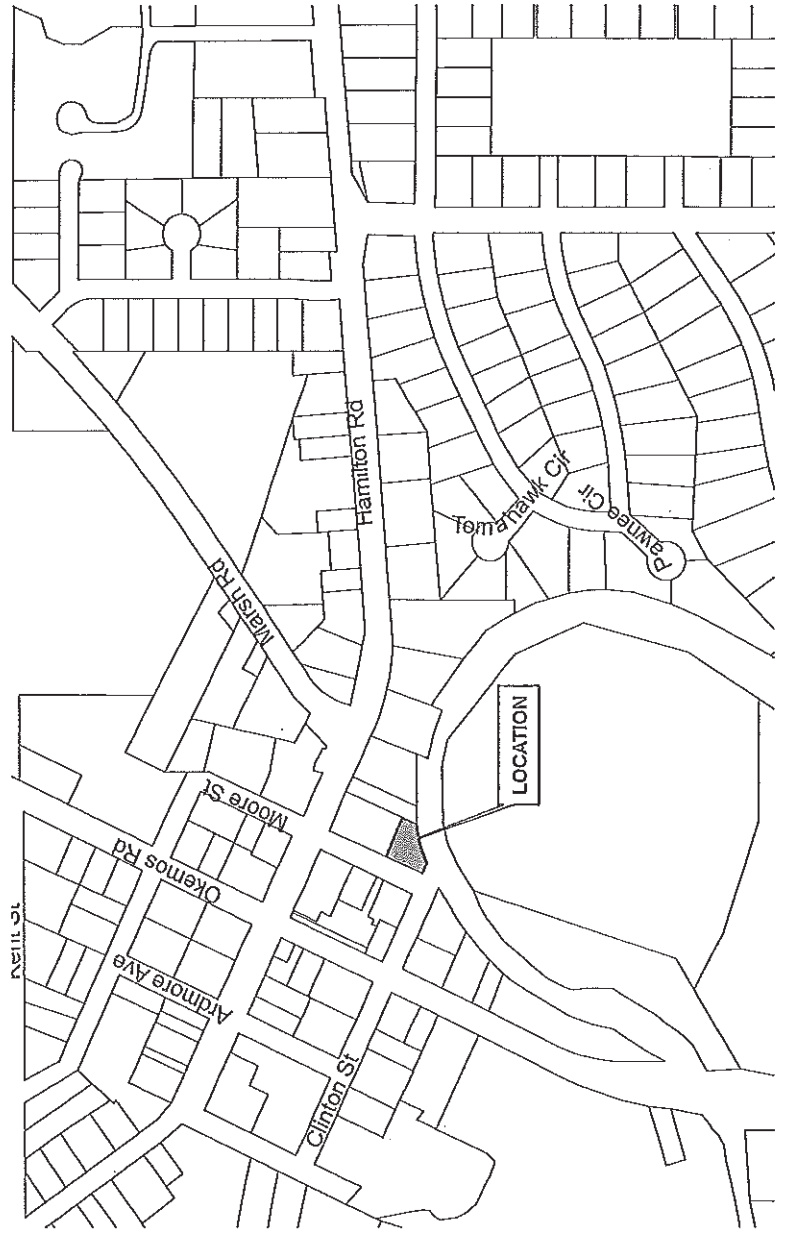 Hamilton Rd
Marsh Rd
Tomahawk Cir
Pawnee Cir
LOCATION
Moore St
Okemos Rd
Ardmore Ave
Clinton St